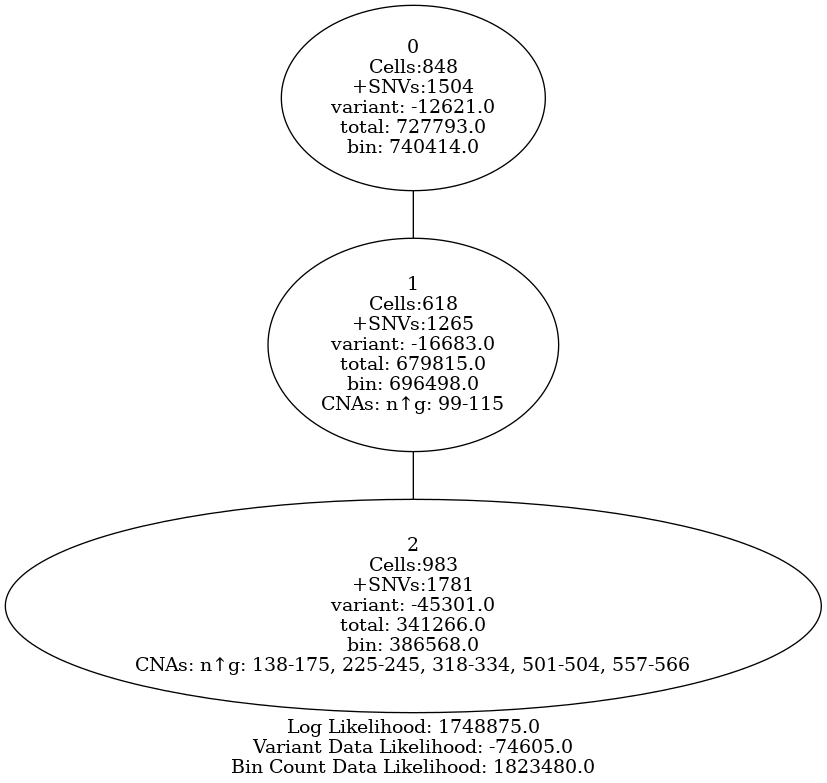 0
Cells:848
+SNVs:1504
variant: -12621.0
total: 727793.0
bin: 740414.0
1
Cells:618
+SNVs:1265
variant: -16683.0
total: 679815.0
bin: 696498.0
CNAs: n↑g: 99-115
2
Cells:983
+SNVs:1781
variant: -45301.0
total: 341266.0
bin: 386568.0
CNAs: n↑g: 138-175, 225-245, 318-334, 501-504, 557-566
Log Likelihood: 1748875.0
Variant Data Likelihood: -74605.0
Bin Count Data Likelihood: 1823480.0